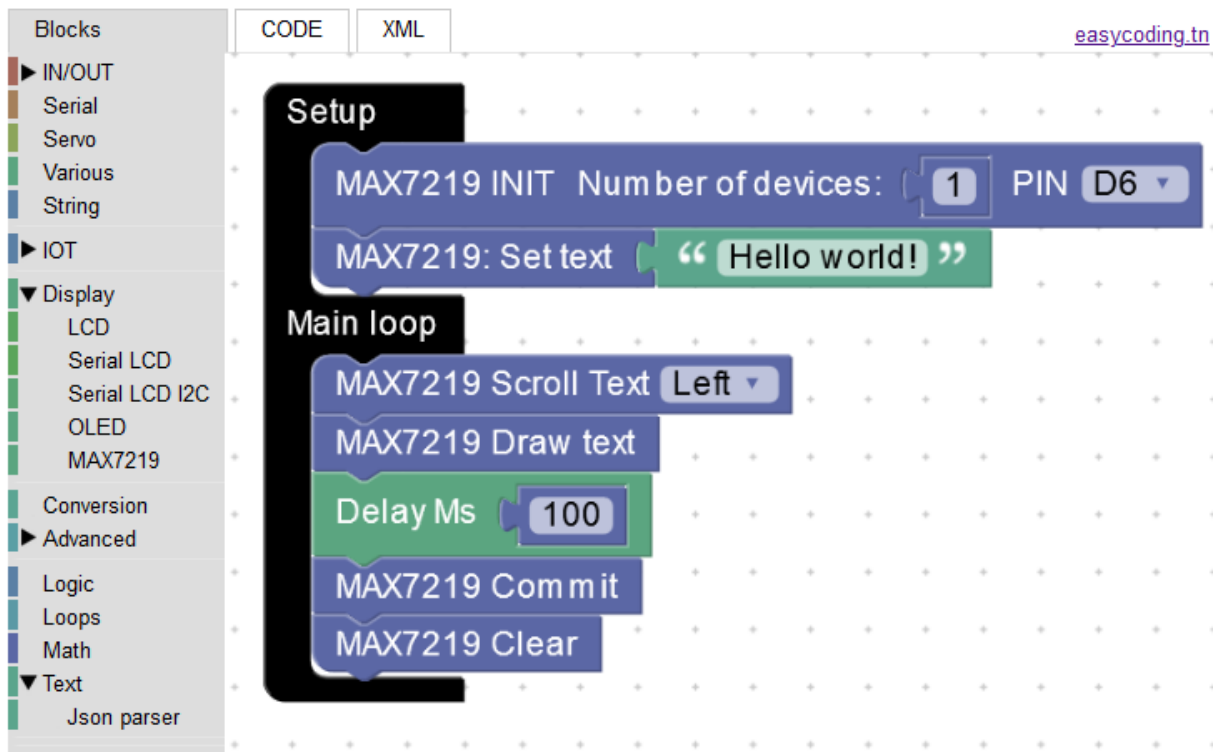 Blocks
CODE
XML
easycoding.tn
IN/OUT
Serial
Servo
Various
String
IOT
Display
LCD
Serial LCD
Serial LCD I2C
OLED
MAX7219
Conversion
Advanced
Logic
Loops
Math
Text
Json parser
Setup
MAX7219 INIT Number of devices: 1 PIN D6
MAX7219: Set text “ Hello world! ”
Main loop
MAX7219 Scroll Text Left
MAX7219 Draw text
Delay Ms 100
MAX7219 Commit
MAX7219 Clear